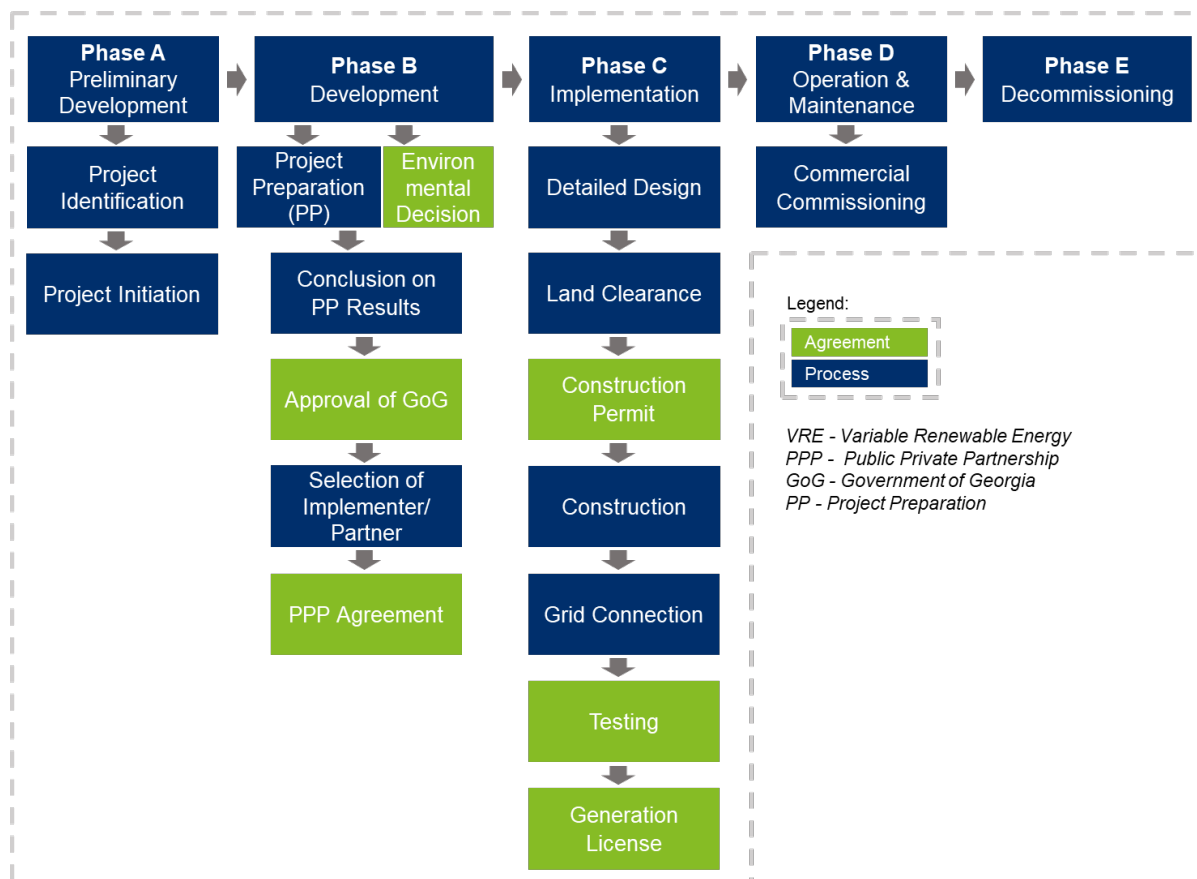 Phase A
Preliminary
Development
Phase B
Development
Phase C
Implementation
Phase D
Operation &
Maintenance
Phase E
Decommissioning
Project
Identification
Project Initiation
Project
Preparation
(PP)
Environ
mental
Decision
Conclusion on
PP Results
Approval of GoG
Selection of
Implementer/
Partner
PPP Agreement
Detailed Design
Land Clearance
Construction
Permit
Construction
Grid Connection
Testing
Generation
License
Commercial
Commissioning
Legend:
Agreement
Process
VRE - Variable Renewable Energy
PPP - Public Private Partnership
GoG - Government of Georgia
PP - Project Preparation